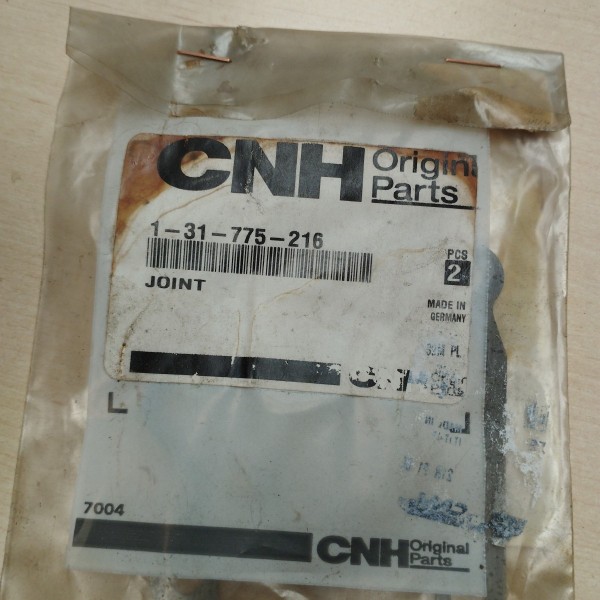 CNH Original
Parts
1-31-775-216
PCS
2
JOINT
MADE IN
GERMANY
7004
CNH Original
Parts